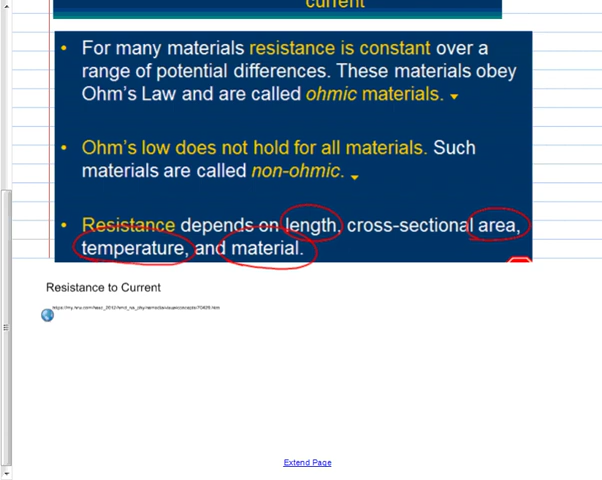 current
• For many materials resistance is constant over a
range of potential differences. These materials obey
Ohm's Law and are called ohmic materials.
• Ohm's low does not hold for all materials. Such
materials are called non-ohmic.
• Resistance depends on length, cross-sectional area,
temperature, and material.
Resistance to Current
Extend Page